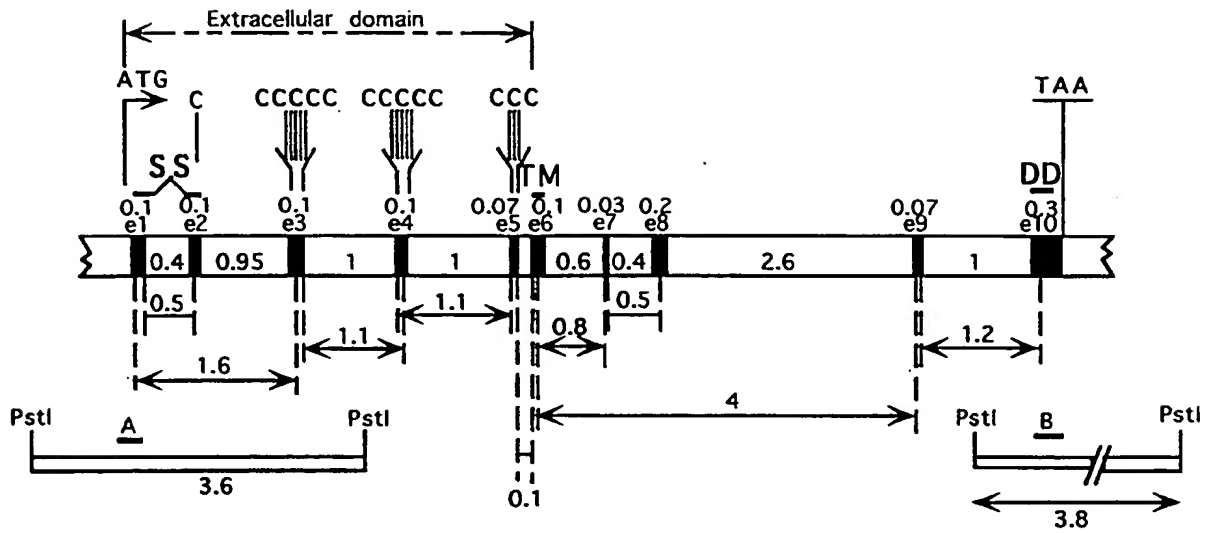 Extracellular domain
ATG C CCCCC CCCCC CCC TAA
SS TM DD
0.1 0.1 0.1 0.1 0.07 0.1 0.03 0.2 0.07 0.3
e1 e2 e3 e4 e5 e6 e7 e8 e9 e10
0.4 0.95 1 1 0.6 0.4 2.6 1
0.5 1.1 0.8 0.5
1.1 1.2
1.6
4
PstI A PstI PstI B PstI
3.6
0.1
3.8